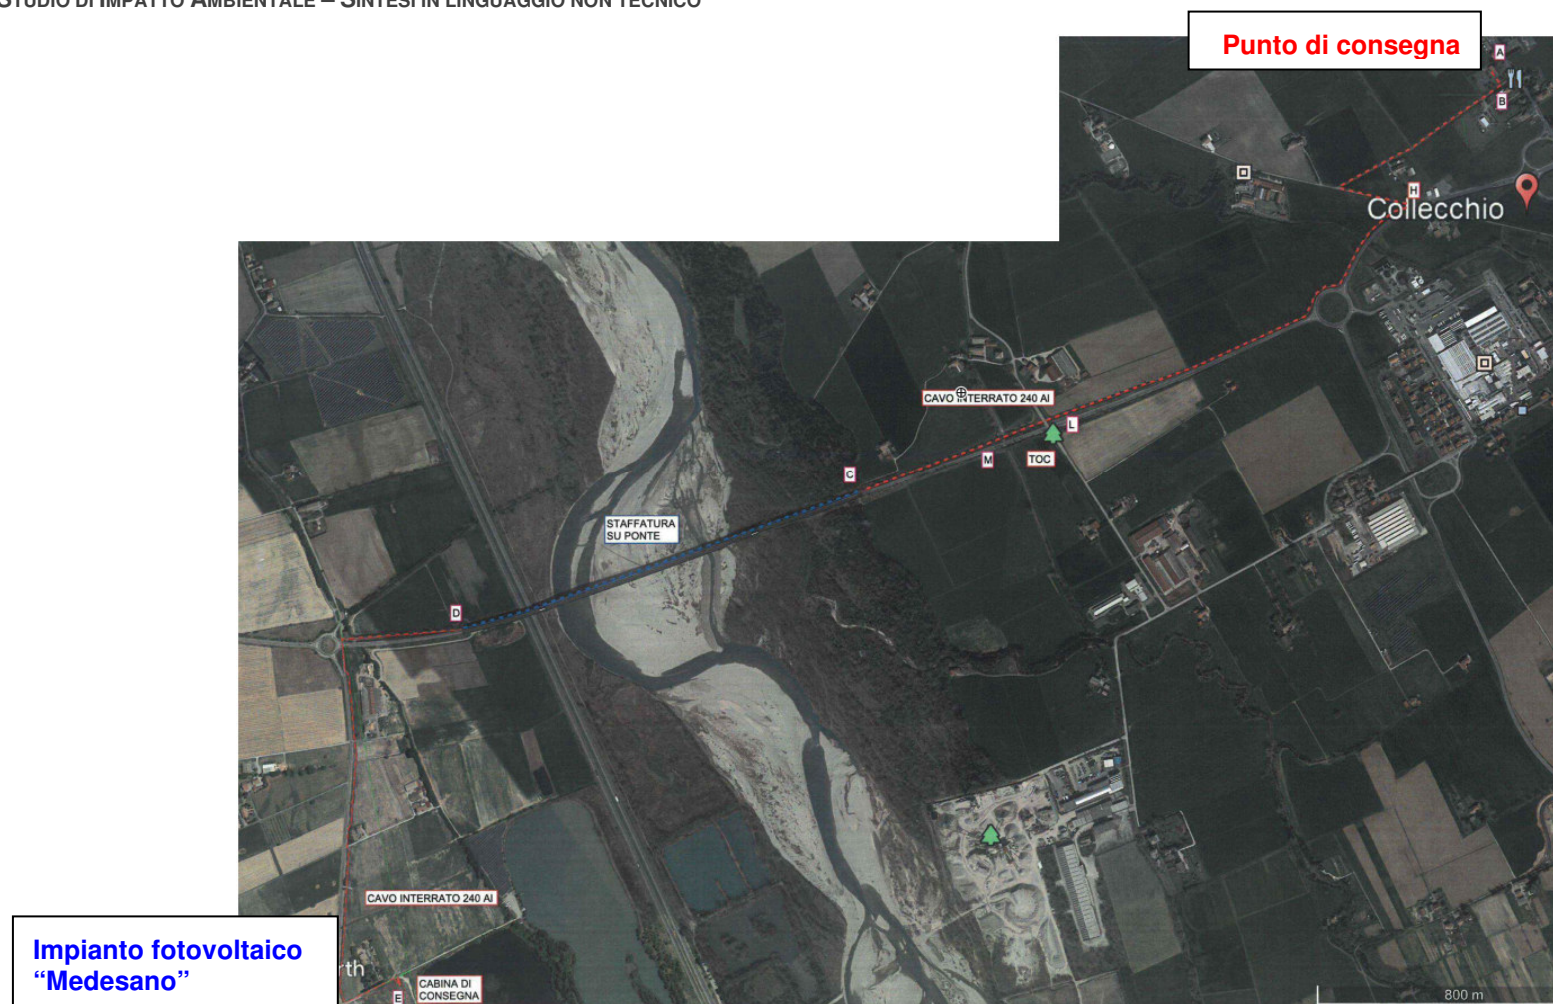 STUDIO DI IMPATTO AMBIENTALE – SINTESI IN LINGUAGGIO NON TECNICO
Punto di consegna
A
B
H
Collecchio
CAVO INTERRATO 240 Al
L
M
TOC
C
STAFFATURA
SU PONTE
D
CAVO INTERRATO 240 Al
Impianto fotovoltaico
“Medesano”
rth
CABINA DI
CONSEGNA
E
800 m